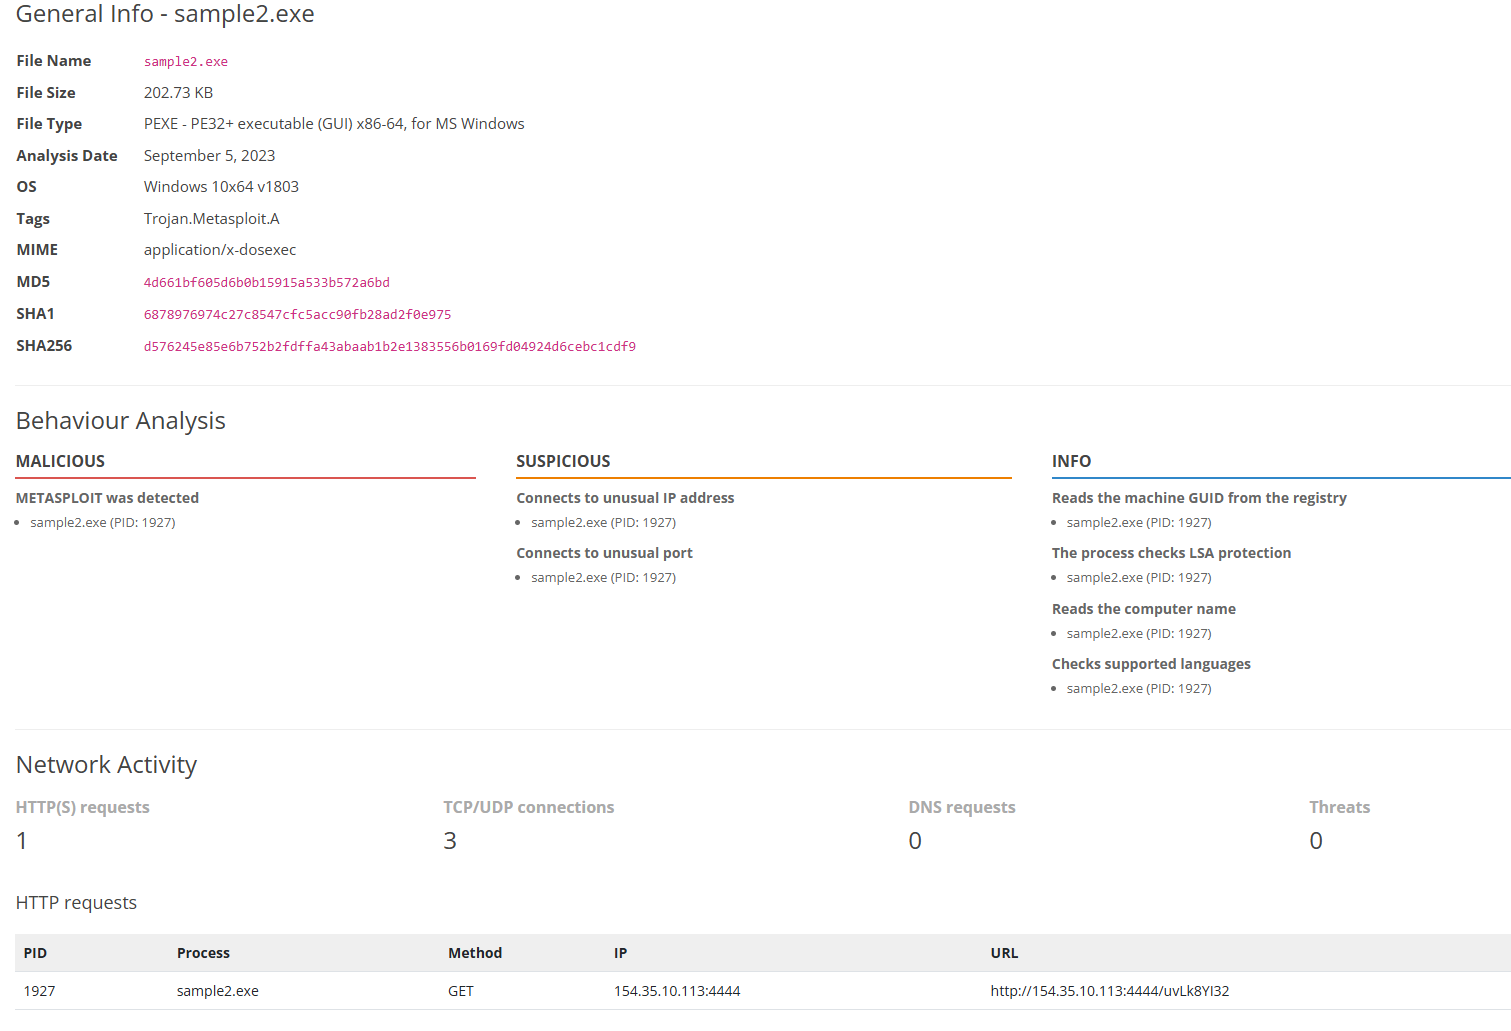 General Info - sample2.exe
File Name sample2.exe
File Size 202.73 KB
File Type PEXE - PE32+ executable (GUI) x86-64, for MS Windows
Analysis Date September 5, 2023
OS Windows 10x64 v1803
Tags Trojan.Metasploit.A
MIME application/x-dosexec
MD5 4d661bf605d6b0b15915a533b572a6bd
SHA1 6878976974c27c8547cfc5acc90fb28ad2f0e975
SHA256 d576245e85e6b752b2fdffa43abaab1b2e1383556b0169fd04924d6cebc1cdf9
Behaviour Analysis
MALICIOUS
METASPLOIT was detected
sample2.exe (PID: 1927)
SUSPICIOUS
Connects to unusual IP address
sample2.exe (PID: 1927)
Connects to unusual port
sample2.exe (PID: 1927)
INFO
Reads the machine GUID from the registry
sample2.exe (PID: 1927)
The process checks LSA protection
sample2.exe (PID: 1927)
Reads the computer name
sample2.exe (PID: 1927)
Checks supported languages
sample2.exe (PID: 1927)
Network Activity
HTTP(S) requests TCP/UDP connections DNS requests Threats
1 3 0 0
HTTP requests
PID Process Method IP URL
1927 sample2.exe GET 154.35.10.113:4444 http://154.35.10.113:4444/uvLk8YI32